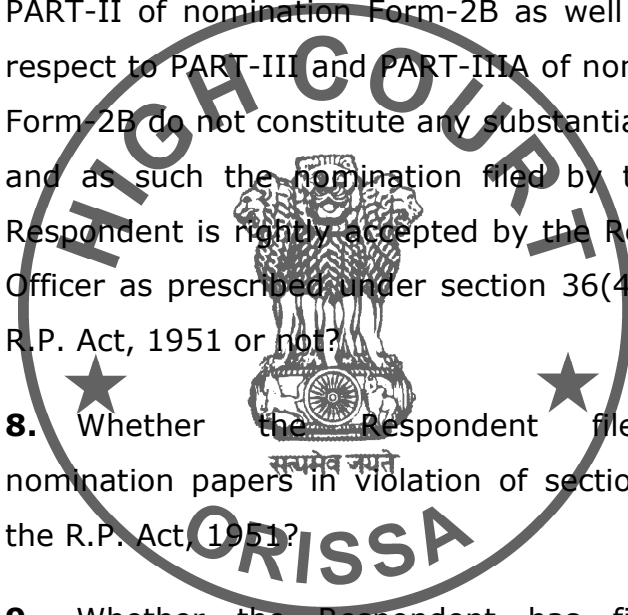 PART-II of nomination Form-2B as well
respect to PART-III and PART-IIIA of nor
Form-2B do not constitute any substantia
and as such the nomination filed by t
Respondent is rightly accepted by the Re
Officer as prescribed under section 36(4
R.P. Act, 1951 or not?
8. Whether the Respondent file
nomination papers in violation of sectio
the R.P. Act, 1951?
9. Whether the Respondent has fi
HIGH COURT
सत्यमेव जयते
ORISSA